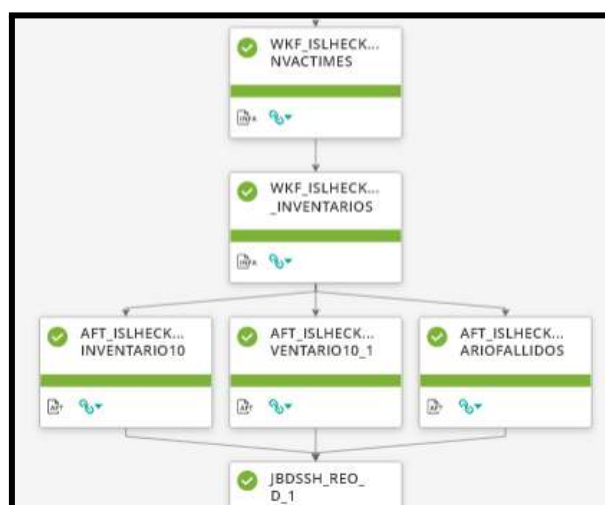 WKF_ISLHECK...
NVACTIMES
INFA
WKF_ISLHECK...
_INVENTARIOS
INFA
AFT_ISLHECK...
INVENTARIO10
AFT_ISLHECK...
VENTARIO10_1
AFT_ISLHECK...
ARIOFALLIDOS
AFT
AFT
AFT
JBDSSH_REO_
D_1